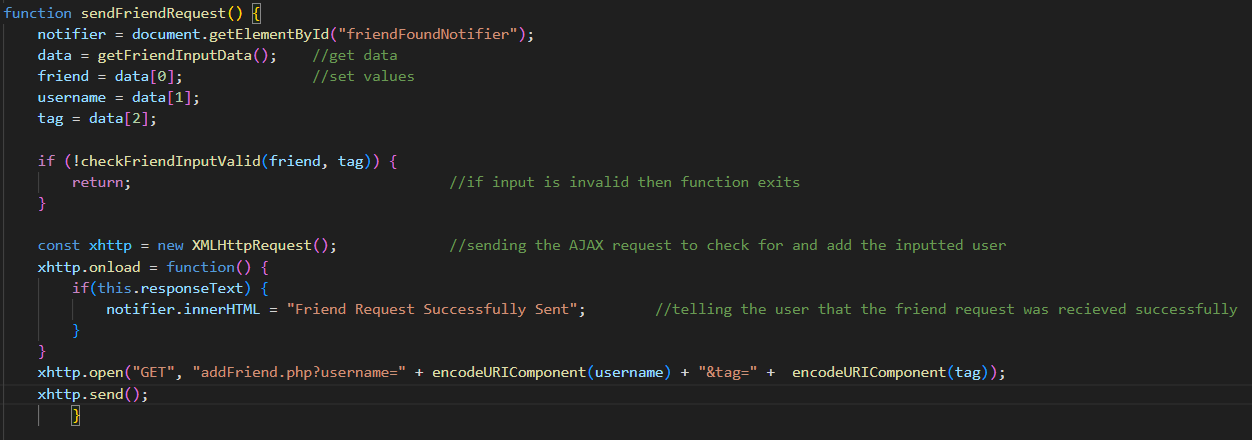 function sendFriendRequest() {
    notifier = document.getElementById("friendFoundNotifier");
    data = getFriendInputData();    //get data
    friend = data[0];               //set values
    username = data[1];
    tag = data[2];

    if (!checkFriendInputValid(friend, tag)) {
        return;                                     //if input is invalid then function exits
    }

    const xhttp = new XMLHttpRequest();             //sending the AJAX request to check for and add the inputted user
    xhttp.onload = function() {
        if(this.responseText) {
            notifier.innerHTML = "Friend Request Successfully Sent";        //telling the user that the friend request was recieved successfully
        }
    }
    xhttp.open("GET", "addFriend.php?username=" + encodeURIComponent(username) + "&tag=" +  encodeURIComponent(tag));
    xhttp.send();
        }